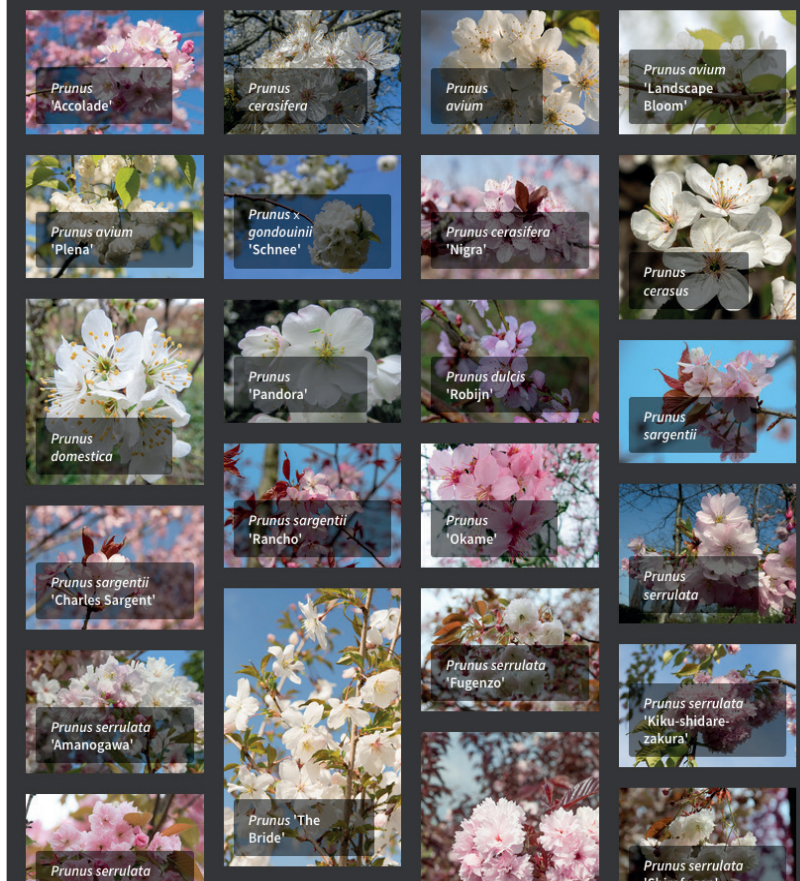 Prunus
'Accolade'
Prunus
cerasifera
Prunus
avium
Prunus avium
'Landscape
Bloom'
Prunus avium
'Plena'
Prunus x
gondouinii
'Schnee'
Prunus cerasifera
'Nigra'
Prunus
cerasus
Prunus
domestica
Prunus
'Pandora'
Prunus dulcis
'Robijn'
Prunus
sargentii
Prunus sargentii
'Charles Sargent'
Prunus sargentii
'Rancho'
Prunus
'Okame'
Prunus
serrulata
Prunus serrulata
'Amanogawa'
Prunus 'The
Bride'
Prunus serrulata
'Fugenzo'
Prunus serrulata
'Kiku-shidare-
zakura'
Prunus serrulata
Prunus serrulata